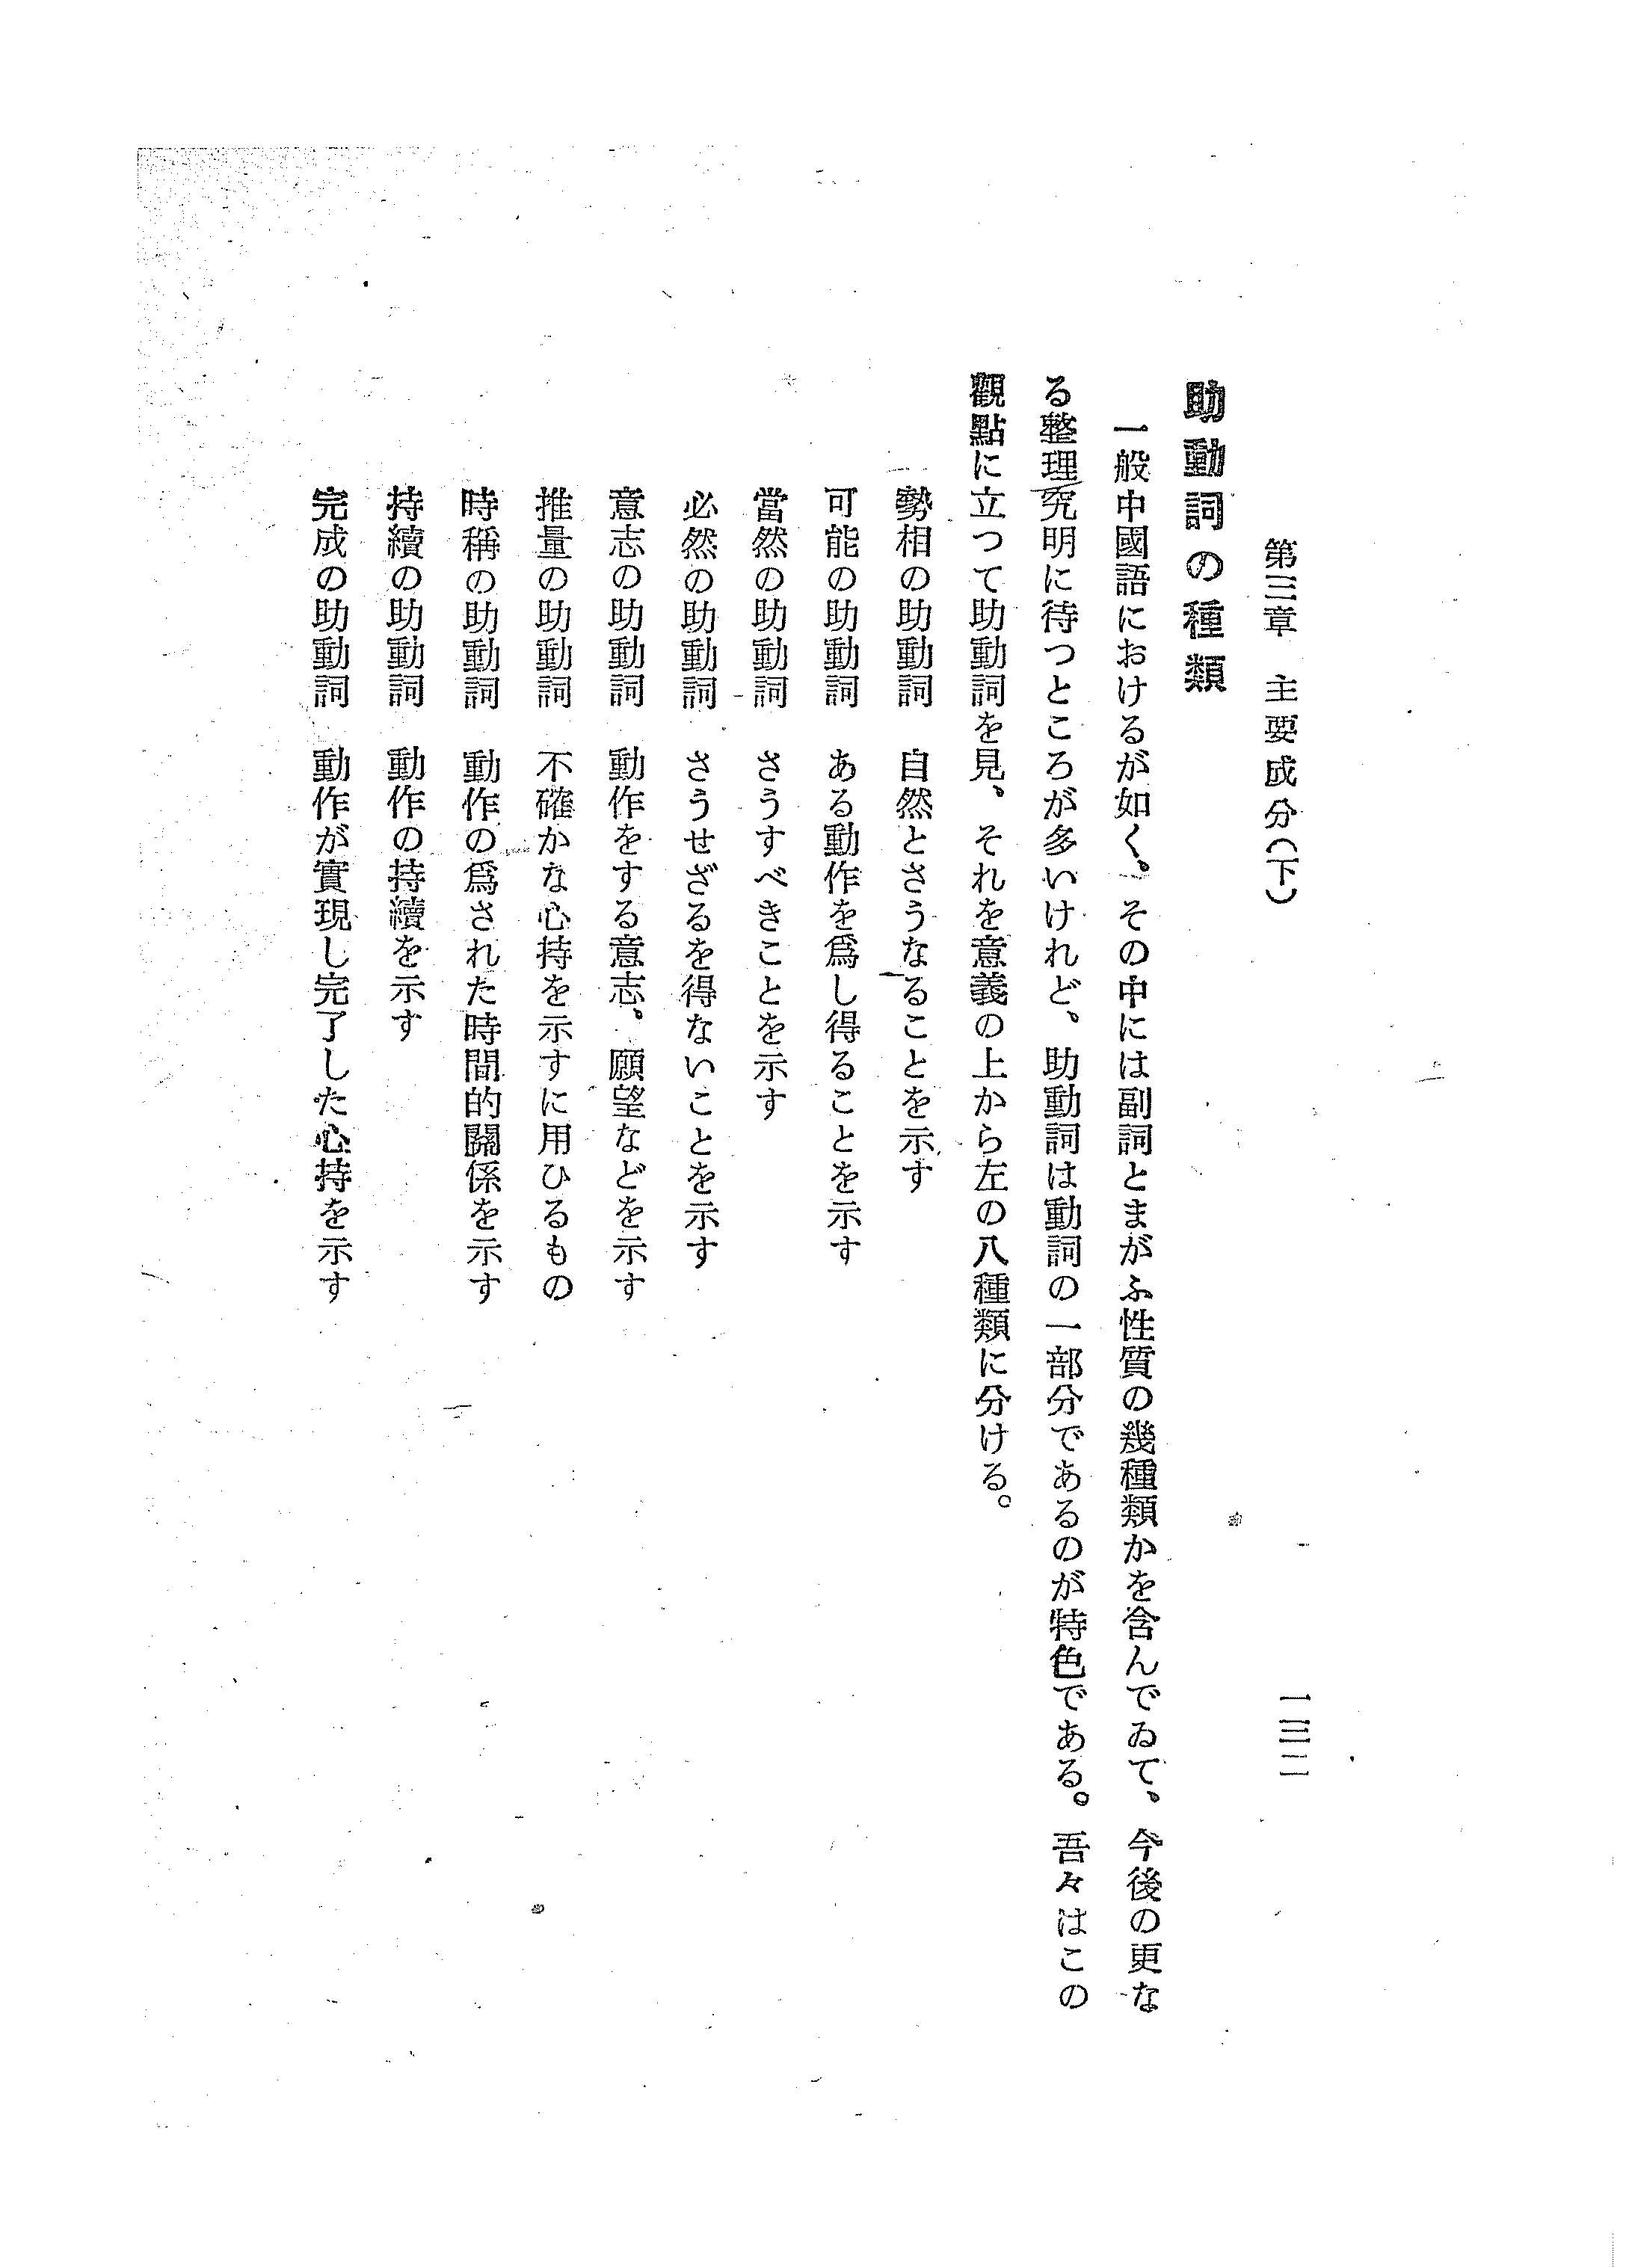 第三章　主要成分（下）
一三二
助動詞の種類
一般中國語におけるが如く、その中には副詞とまがふ性質の幾種類かを含んでゐて、今後の更な
る整理究明に待つところが多いけれど、助動詞は動詞の一部分であるのが特色である。吾々はこの
觀點に立つて助動詞を見、それを意義の上から左の八種類に分ける。
勢相の助動詞　自然とさうなることを示す
可能の助動詞　ある動作を爲し得ることを示す
當然の助動詞　さうすべきことを示す
必然の助動詞　さうせざるを得ないことを示す
意志の助動詞　動作をする意志、願望などを示す
推量の助動詞　不確かな心持を示すに用ひるもの
時稱の助動詞　動作の爲された時間的關係を示す
持續の助動詞　動作の持續を示す
完成の助動詞　動作が實現し完了した心持を示す